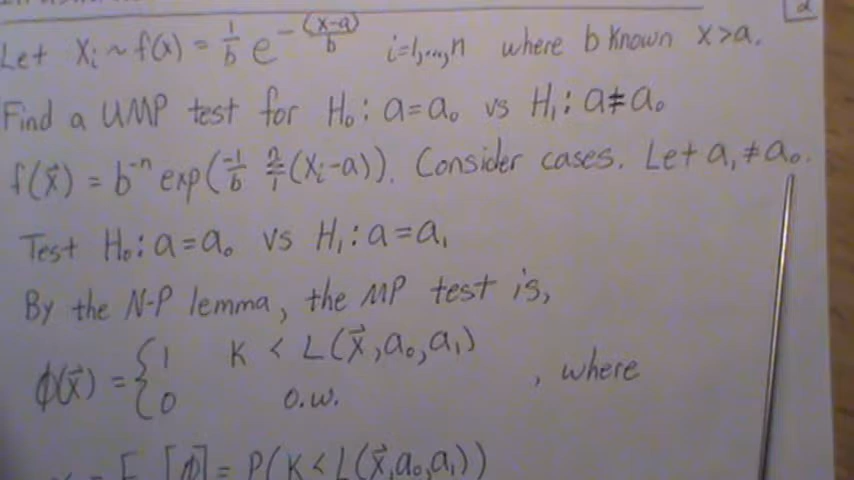 Let Xi ~ f(x) = 1/b e^-(x-a)/b i=1,...,n where b known x>a.
Find a UMP test for H₀: a=a₀ vs H₁: a≠a₀
f(x⃗) = b⁻ⁿ exp(-1/b Σ₁ⁿ(Xi-a)). Consider cases. Let a₁≠a₀.
Test H₀: a=a₀ vs H₁: a=a₁
By the N-P lemma, the MP test is,
ϕ(x⃗) = { 1 K < L(x⃗,a₀,a₁)
0 o.w. , where
= E [ϕ] = P(K<L(x⃗,a₀,a₁))